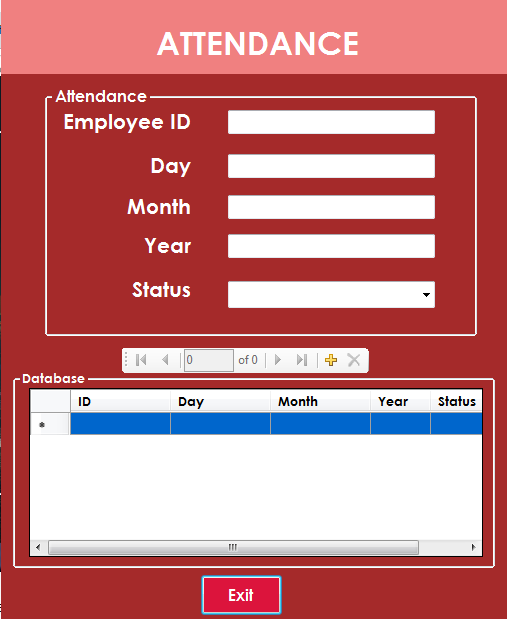 ATTENDANCE
Attendance
Employee ID
Day
Month
Year
Status
0 of 0
Database
ID Day Month Year Status
Exit